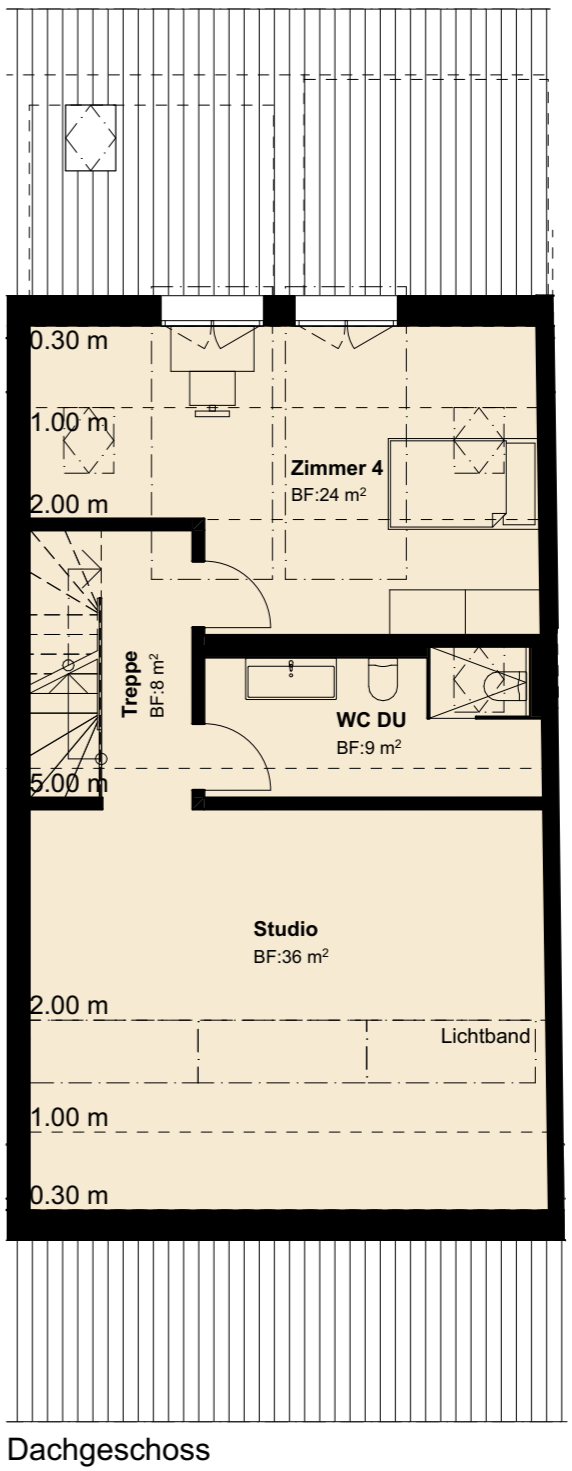 0.30 m
1.00 m
Zimmer 4
BF:24 m²
2.00 m
Treppe
BF:8 m²
WC DU
BF:9 m²
5.00 m
Studio
BF:36 m²
2.00 m
Lichtband
1.00 m
0.30 m
Dachgeschoss